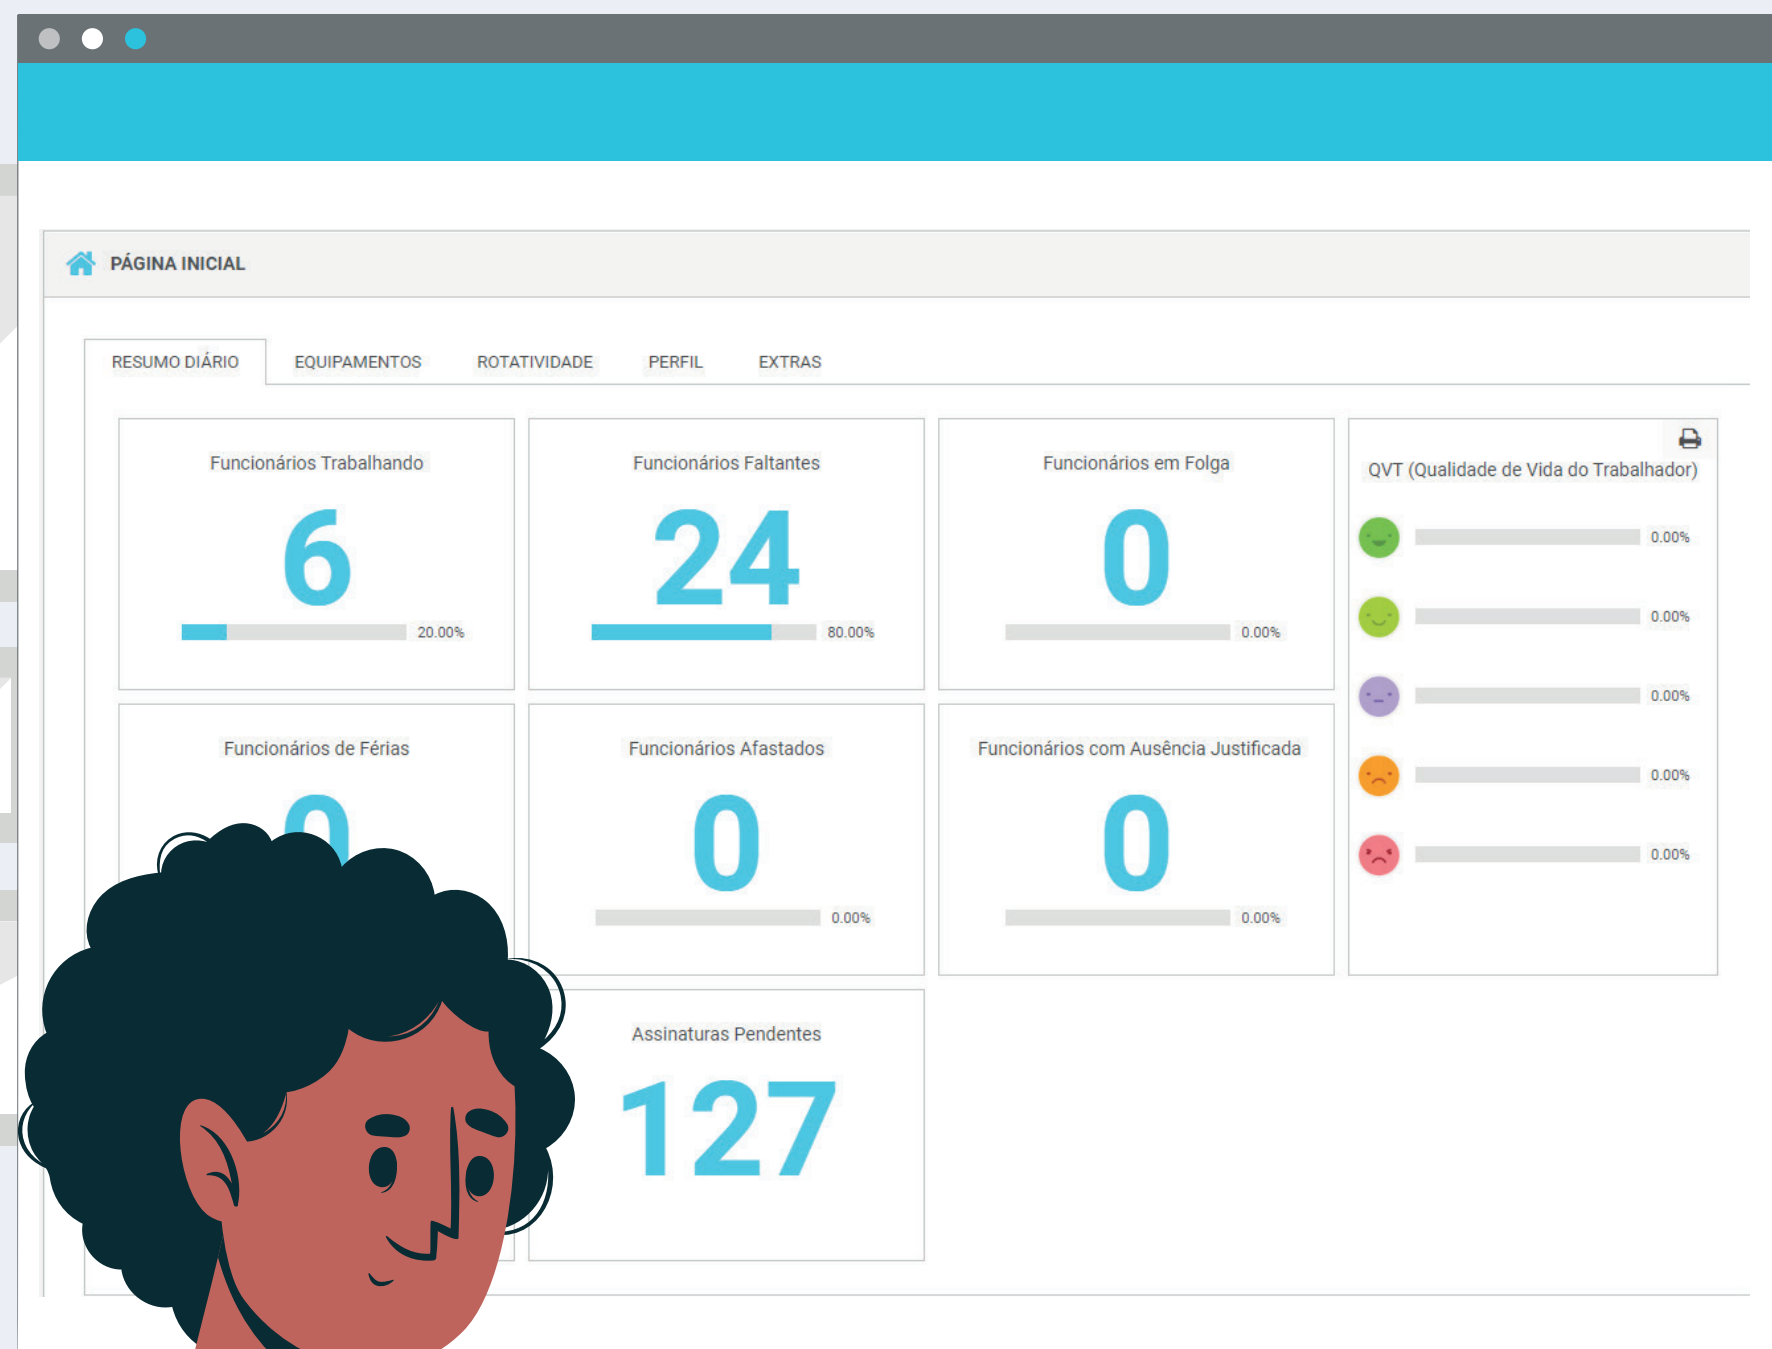 PÁGINA INICIAL
RESUMO DIÁRIO
EQUIPAMENTOS
ROTATIVIDADE
PERFIL
EXTRAS
Funcionários Trabalhando
6
20.00%
Funcionários Faltantes
24
80.00%
Funcionários em Folga
0
0.00%
QVT (Qualidade de Vida do Trabalhador)
0.00%
0.00%
0.00%
0.00%
0.00%
Funcionários de Férias
0
Funcionários Afastados
0
0.00%
Funcionários com Ausência Justificada
0
0.00%
Assinaturas Pendentes
127